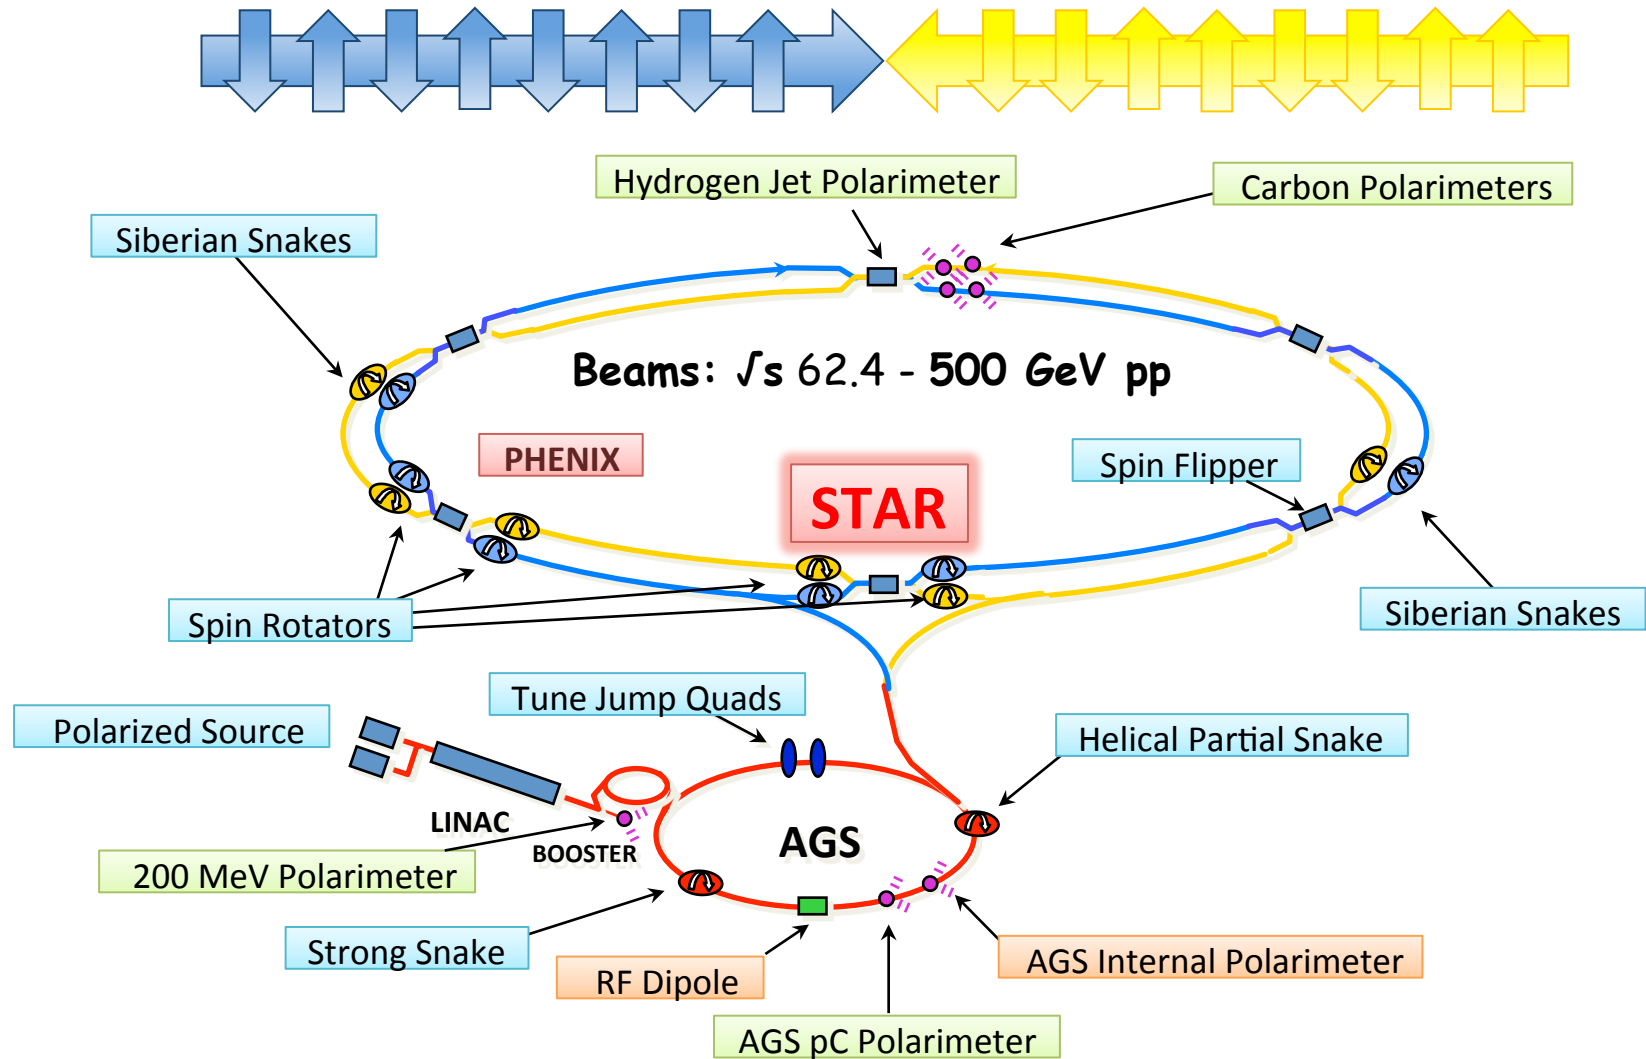 Hydrogen Jet Polarimeter
Carbon Polarimeters
Siberian Snakes
Beams: √s 62.4 - 500 GeV pp
PHENIX
STAR
Spin Flipper
Spin Rotators
Siberian Snakes
Tune Jump Quads
Polarized Source
Helical Partial Snake
LINAC
BOOSTER
AGS
200 MeV Polarimeter
Strong Snake
RF Dipole
AGS Internal Polarimeter
AGS pC Polarimeter